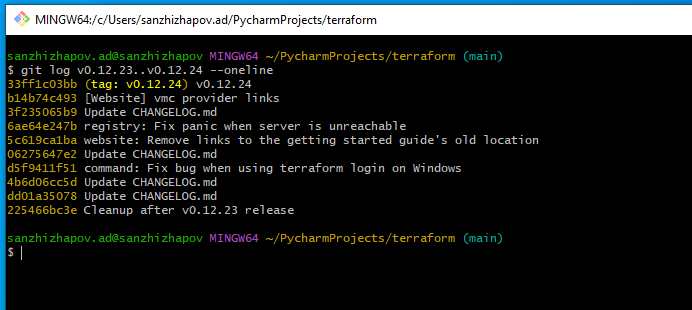 MINGW64:/c/Users/sanzhizhapov.ad/PycharmProjects/terraform
sanzhizhapov.ad@sanzhizhapov MINGW64 ~/PycharmProjects/terraform (main)
$ git log v0.12.23..v0.12.24 --oneline
33ff1c03bb (tag: v0.12.24) v0.12.24
b14b74c493 [Website] vmc provider links
3f235065b9 Update CHANGELOG.md
6ae64e247b registry: Fix panic when server is unreachable
5c619ca1ba website: Remove links to the getting started guide's old location
06275647e2 Update CHANGELOG.md
d5f9411f51 command: Fix bug when using terraform login on Windows
4b6d06cc5d Update CHANGELOG.md
dd01a35078 Update CHANGELOG.md
225466bc3e Cleanup after v0.12.23 release
sanzhizhapov.ad@sanzhizhapov MINGW64 ~/PycharmProjects/terraform (main)
$